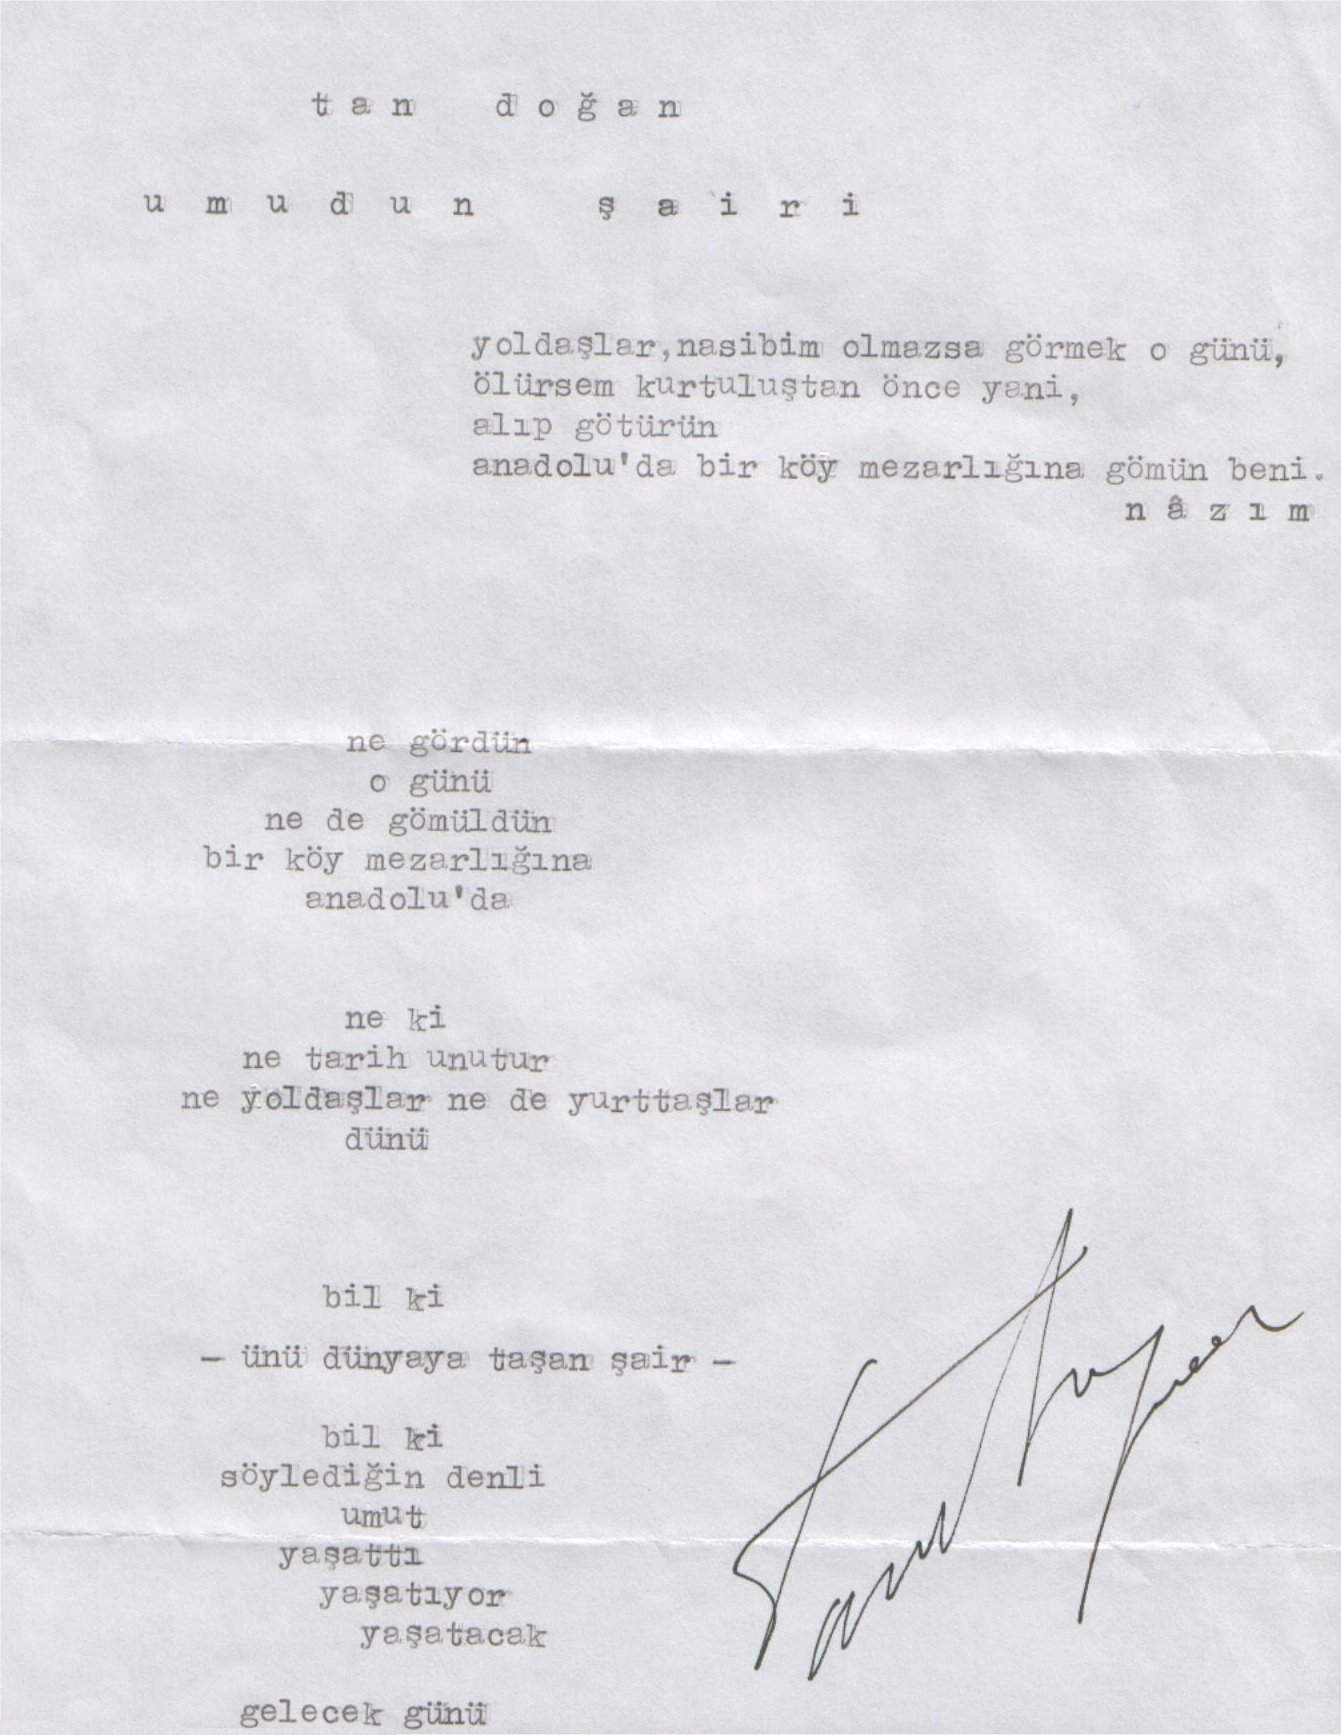 tan doğan
umudun şairi
yoldaşlar,nasibim olmazsa görmek o günü,
ölürsem kurtuluştan önce yani,
alıp götürün
anadolu'da bir köy mezarlığına gömün beni.
nâzım
ne gördün
o günü
ne de gömüldün
bir köy mezarlığına
anadolu'da
ne ki
ne tarih unutur
ne yoldaşlar ne de yurttaşlar
dünü
bil ki
- ünü dünyaya taşan şair -
bil ki
söylediğin denli
umut
yaşattı
yaşatıyor
yaşatacak
gelecek günü